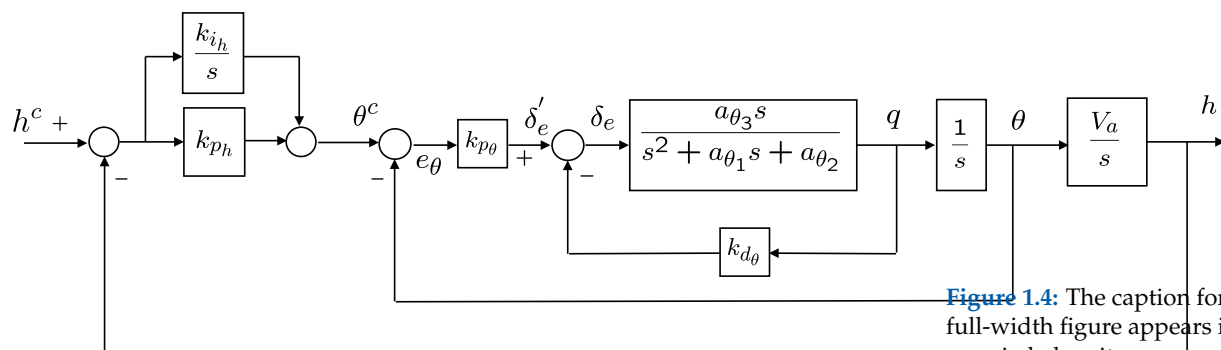 k_{i_h}
s
h^c +
k_{p_h}
θ^c
e_θ
k_{p_θ}
δ_e'
+
δ_e
a_{θ_3}s
s^2 + a_{θ_1}s + a_{θ_2}
q
1
s
θ
V_a
s
h
–
–
–
k_{d_θ}
Figure 1.4: The caption for
full-width figure appears i